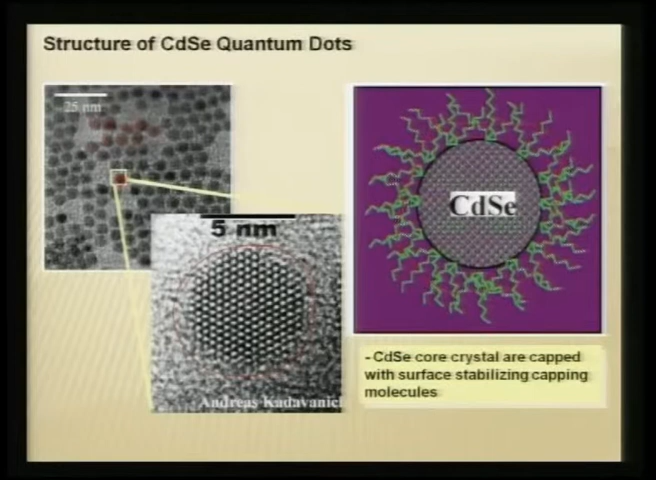 Structure of CdSe Quantum Dots
25 nm
5 nm
Andreas Kadavanich
CdSe
- CdSe core crystal are capped
with surface stabilizing capping
molecules